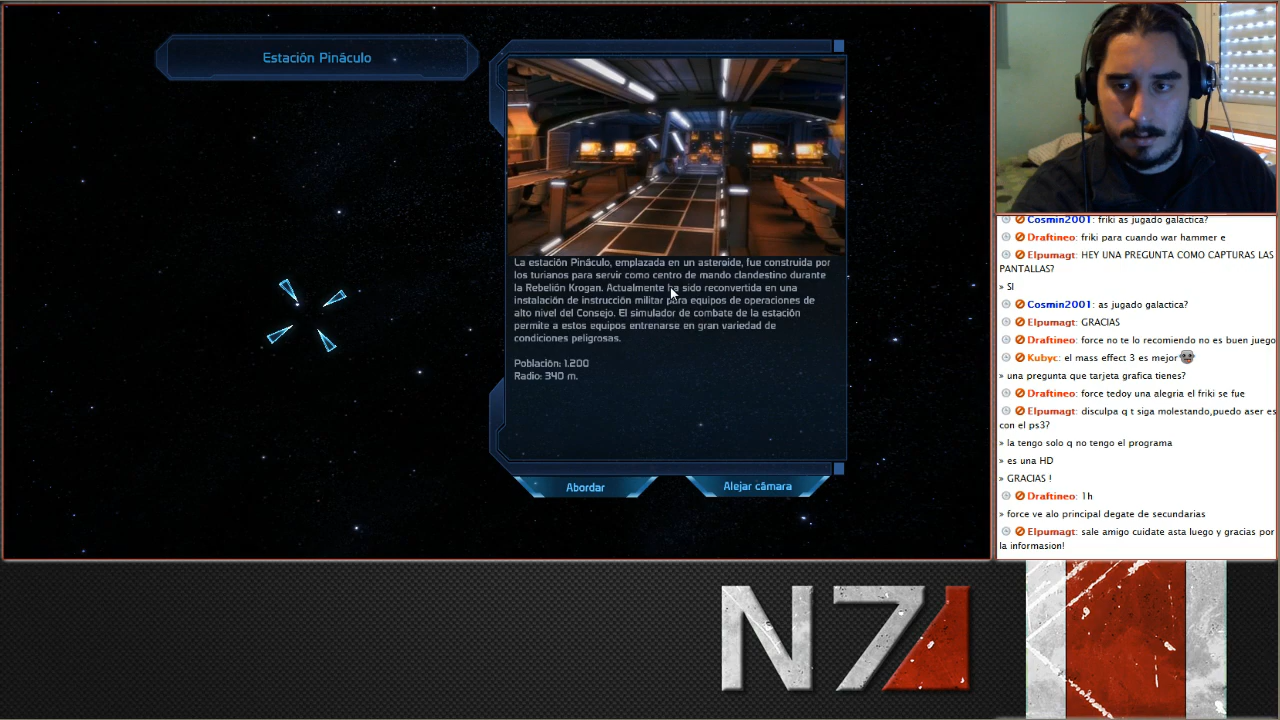 Estación Pináculo
La estación Pináculo, emplazada en un asteroide, fue construida por
los turianos para servir como centro de mando clandestino durante
la Rebelión Krogan. Actualmente ha sido reconvertida en una
instalación de instrucción militar para equipos de operaciones de
alto nivel del Consejo. El simulador de combate de la estación
permite a estos equipos entrenarse en gran variedad de
condiciones peligrosas.
Población: 1.200
Radio: 340 m.
Abordar
Alejar cámara
Cosmin2001: friki as jugado galactica?
Draftineo: friki para cuando war hammer e
Elpumagt: HEY UNA PREGUNTA COMO CAPTURAS LAS
PANTALLAS?
» SI
Cosmin2001: as jugado galactica?
Elpumagt: GRACIAS
Draftineo: force no te lo recomiendo no es buen juego
Kubyc: el mass effect 3 es mejor
» una pregunta que tarjeta grafica tienes?
Draftineo: force tedoy una alegria el friki se fue
Elpumagt: disculpa q t siga molestando,puedo aser es
con el ps3?
» la tengo solo q no tengo el programa
» es una HD
» GRACIAS !
Draftineo: 1h
» force ve alo principal degate de secundarias
Elpumagt: sale amigo cuidate asta luego y gracias por
la informasion!
N7